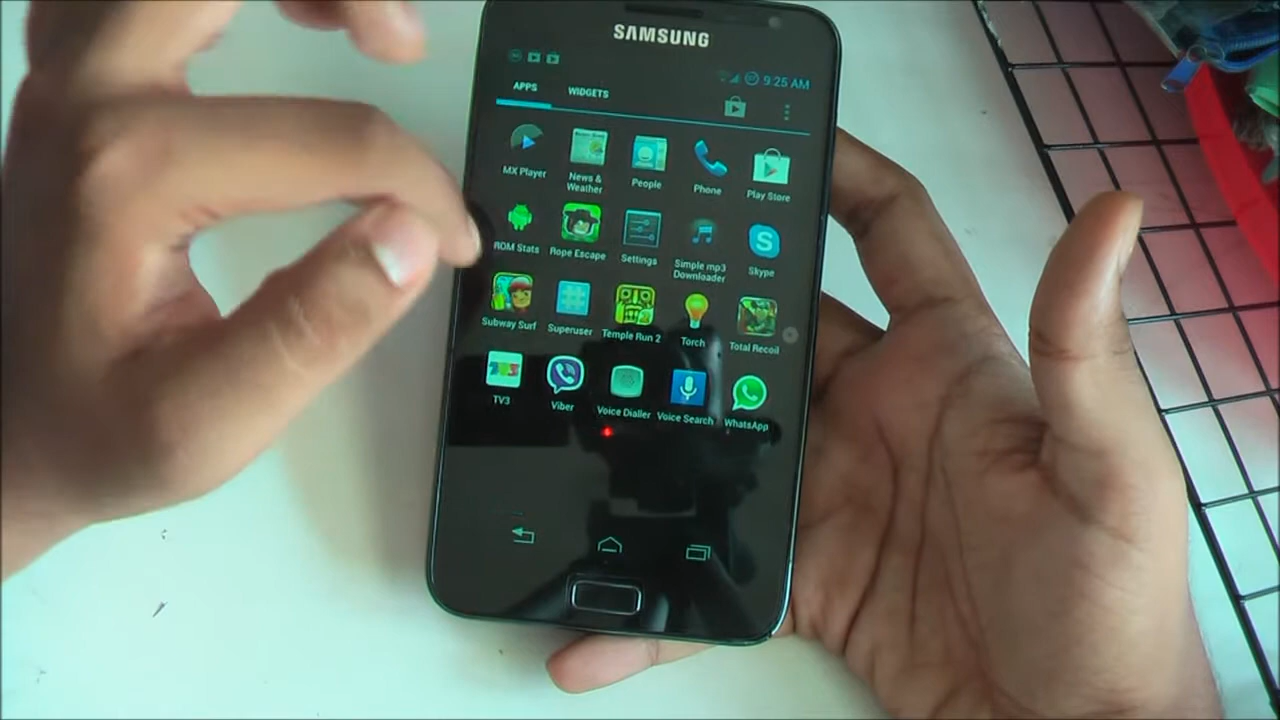 SAMSUNG
9:25 AM
APPS WIDGETS
MX Player
News &
Weather
People
Phone
Play Store
ROM Stats
Rope Escape
Settings
Simple mp3
Downloader
Skype
Subway Surf
Superuser
Temple Run 2
Torch
Total Recoil
TV3
Viber
Voice Dialler
Voice Search
WhatsApp